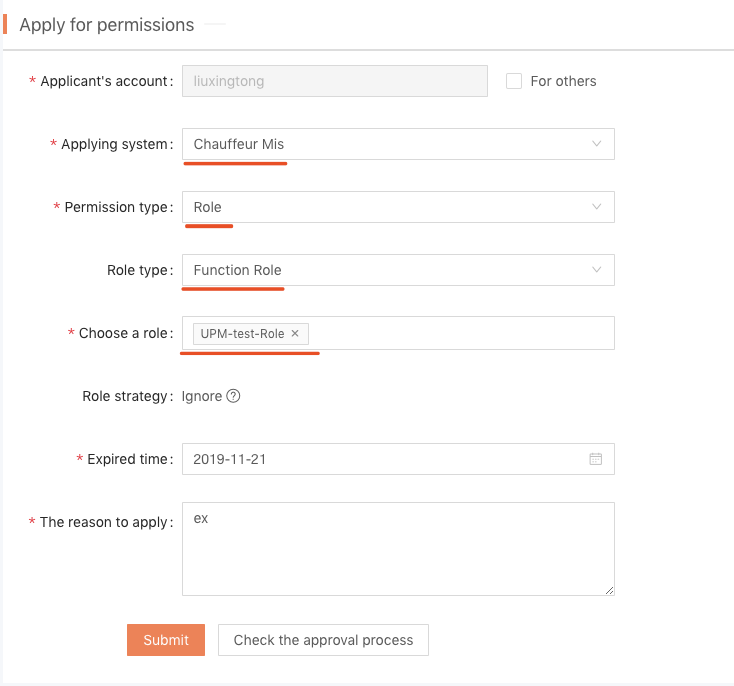 Apply for permissions
* Applicant's account: liuxingtong For others
* Applying system: Chauffeur Mis
* Permission type: Role
Role type: Function Role
* Choose a role: UPM-test-Role ×
Role strategy: Ignore ?
* Expired time: 2019-11-21
* The reason to apply: ex
Submit Check the approval process